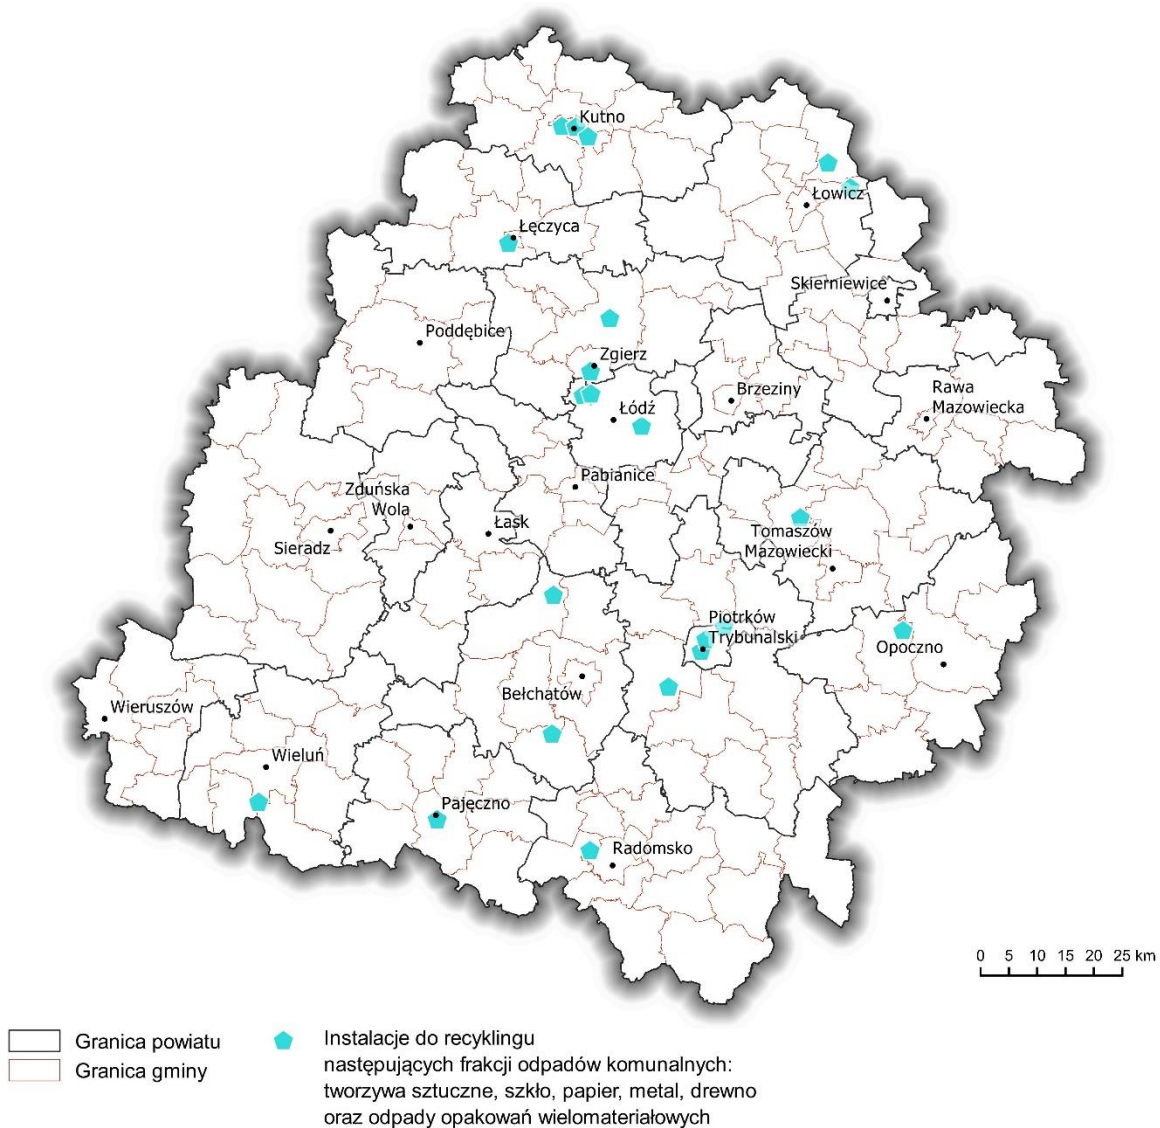 Kutno
Łowicz
Łęczyca
Skierniewice
Poddębice
Zgierz
Brzeziny
Rawa
Mazowiecka
Łódź
Pabianice
Zduńska
Wola
Łask
Sieradz
Tomaszów
Mazowiecki
Piotrków
Trybunalski
Opoczno
Bełchatów
Wieruszów
Wieluń
Pajęczno
Radomsko
0 5 10 15 20 25 km
Granica powiatu
Granica gminy
Instalacje do recyklingu
następujących frakcji odpadów komunalnych:
tworzywa sztuczne, szkło, papier, metal, drewno
oraz odpady opakowań wielomateriałowych